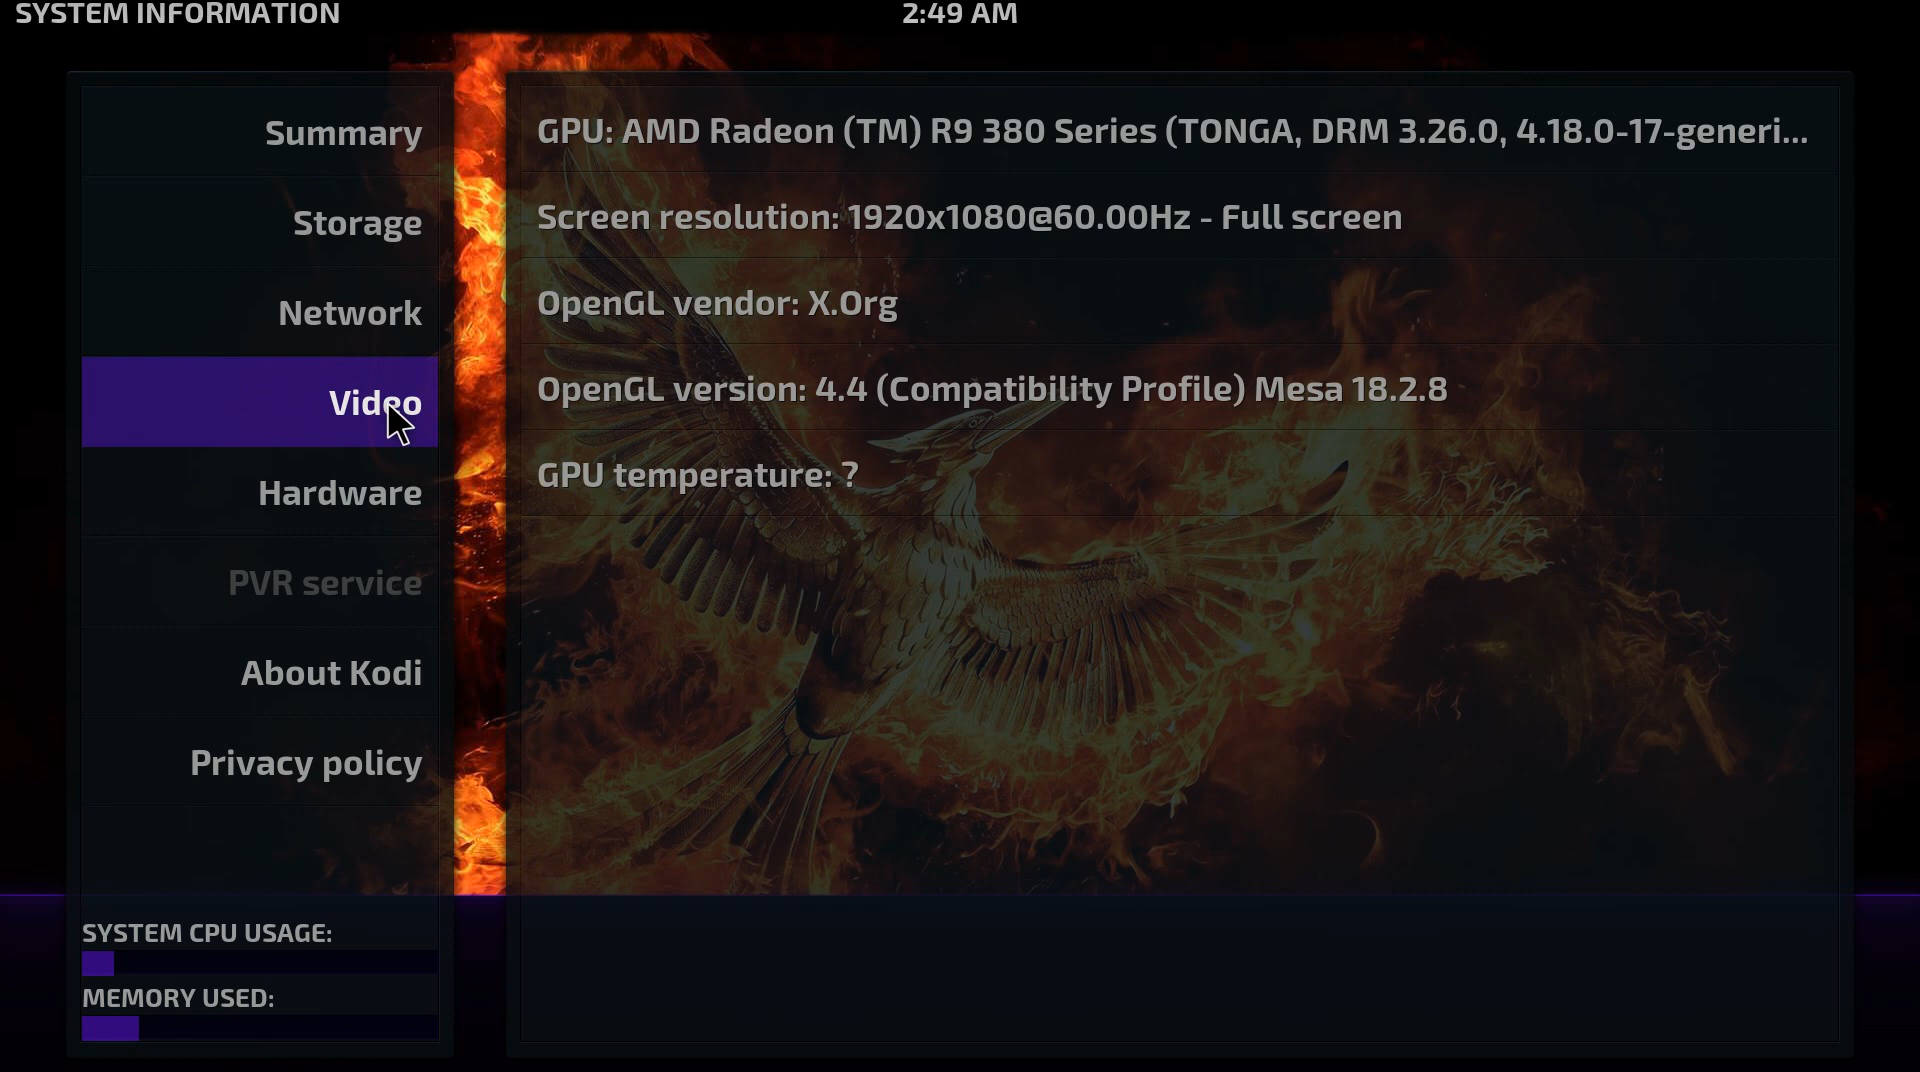 SYSTEM INFORMATION
2:49 AM
Summary
Storage
Network
Video
Hardware
PVR service
About Kodi
Privacy policy
SYSTEM CPU USAGE:
MEMORY USED:
GPU: AMD Radeon (TM) R9 380 Series (TONGA, DRM 3.26.0, 4.18.0-17-generi...
Screen resolution: 1920x1080@60.00Hz - Full screen
OpenGL vendor: X.Org
OpenGL version: 4.4 (Compatibility Profile) Mesa 18.2.8
GPU temperature: ?